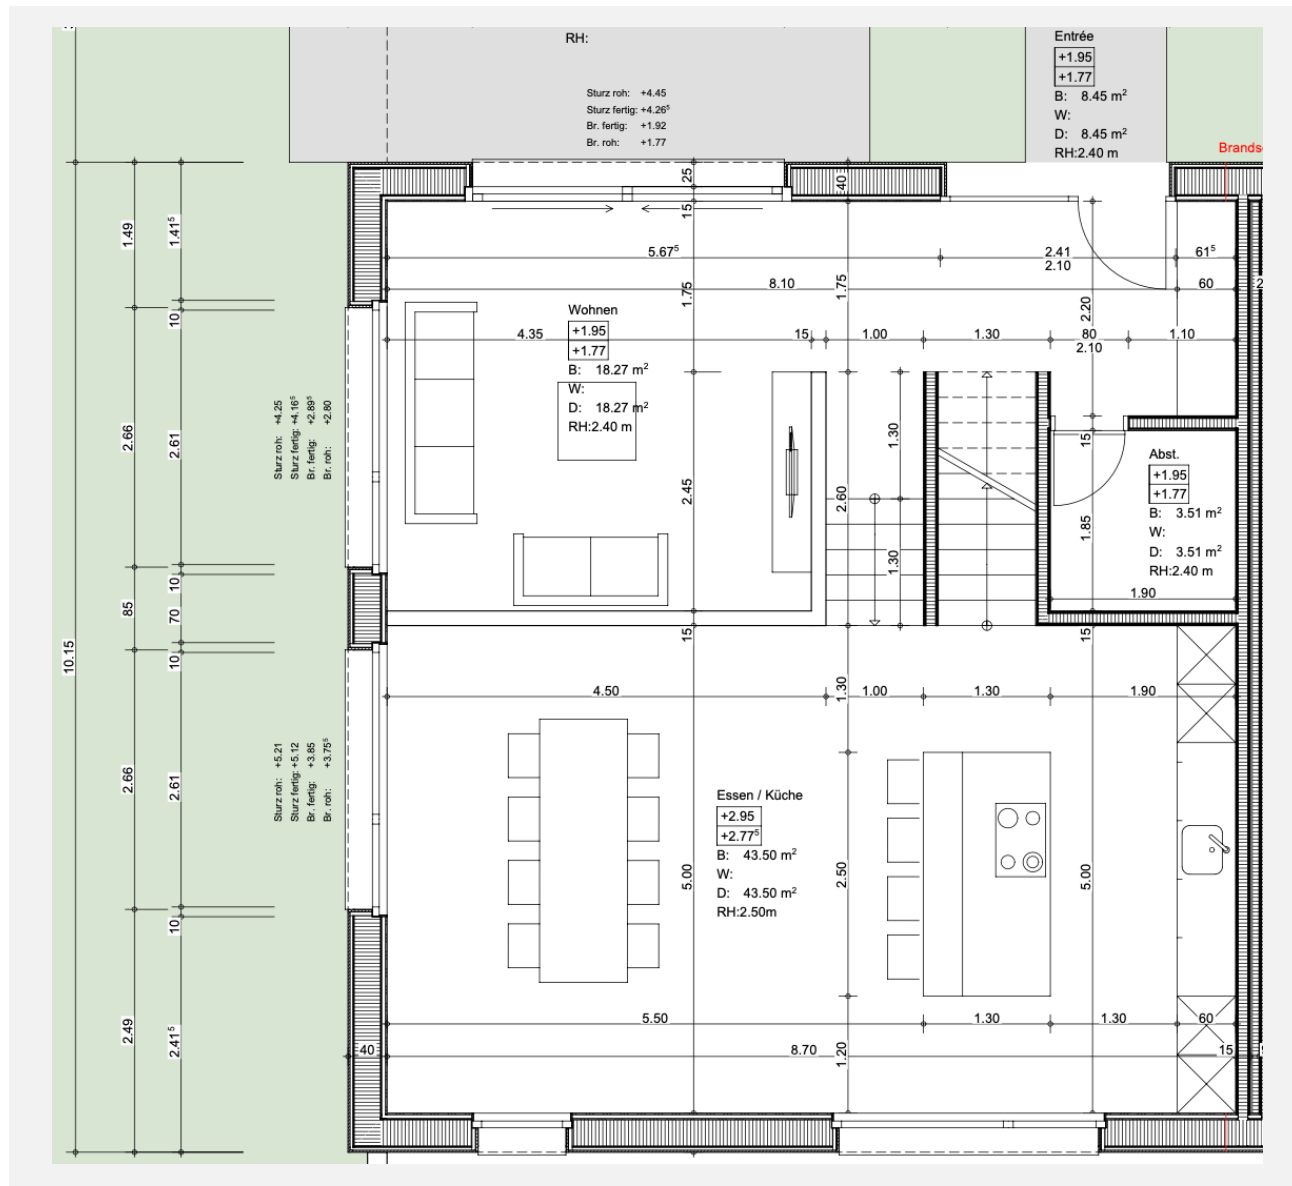 RH:
Entrée
+1.95
+1.77
B: 8.45 m²
W:
D: 8.45 m²
RH:2.40 m
Sturz roh: +4.45
Sturz fertig: +4.26⁵
Br. fertig: +1.92
Br. roh: +1.77
25
40
15
5.67⁵
2.41
2.10
61⁵
8.10
60
1.75
1.75
2.20
4.35
15
1.00
1.30
80
2.10
1.10
Wohnen
+1.95
+1.77
B: 18.27 m²
W:
D: 18.27 m²
RH:2.40 m
1.49
1.41⁵
10
2.66
2.61
Sturz roh: +4.25
Sturz fertig: +4.16⁵
Br. fertig: +2.89⁵
Br. roh: +2.80
10
85
70
10
10.15
2.45
2.60
1.30
1.30
15
1.85
Abst.
+1.95
+1.77
B: 3.51 m²
W:
D: 3.51 m²
RH:2.40 m
1.90
15
15
4.50
1.30
1.00
1.30
1.90
2.66
2.61
Sturz roh: +5.21
Sturz fertig: +5.12
Br. fertig: +3.85
Br. roh: +3.75⁵
10
Essen / Küche
+2.95
+2.77⁵
B: 43.50 m²
W:
D: 43.50 m²
RH:2.50m
5.00
2.50
5.00
5.50
1.30
1.30
60
2.49
2.41⁵
40
8.70
1.20
15